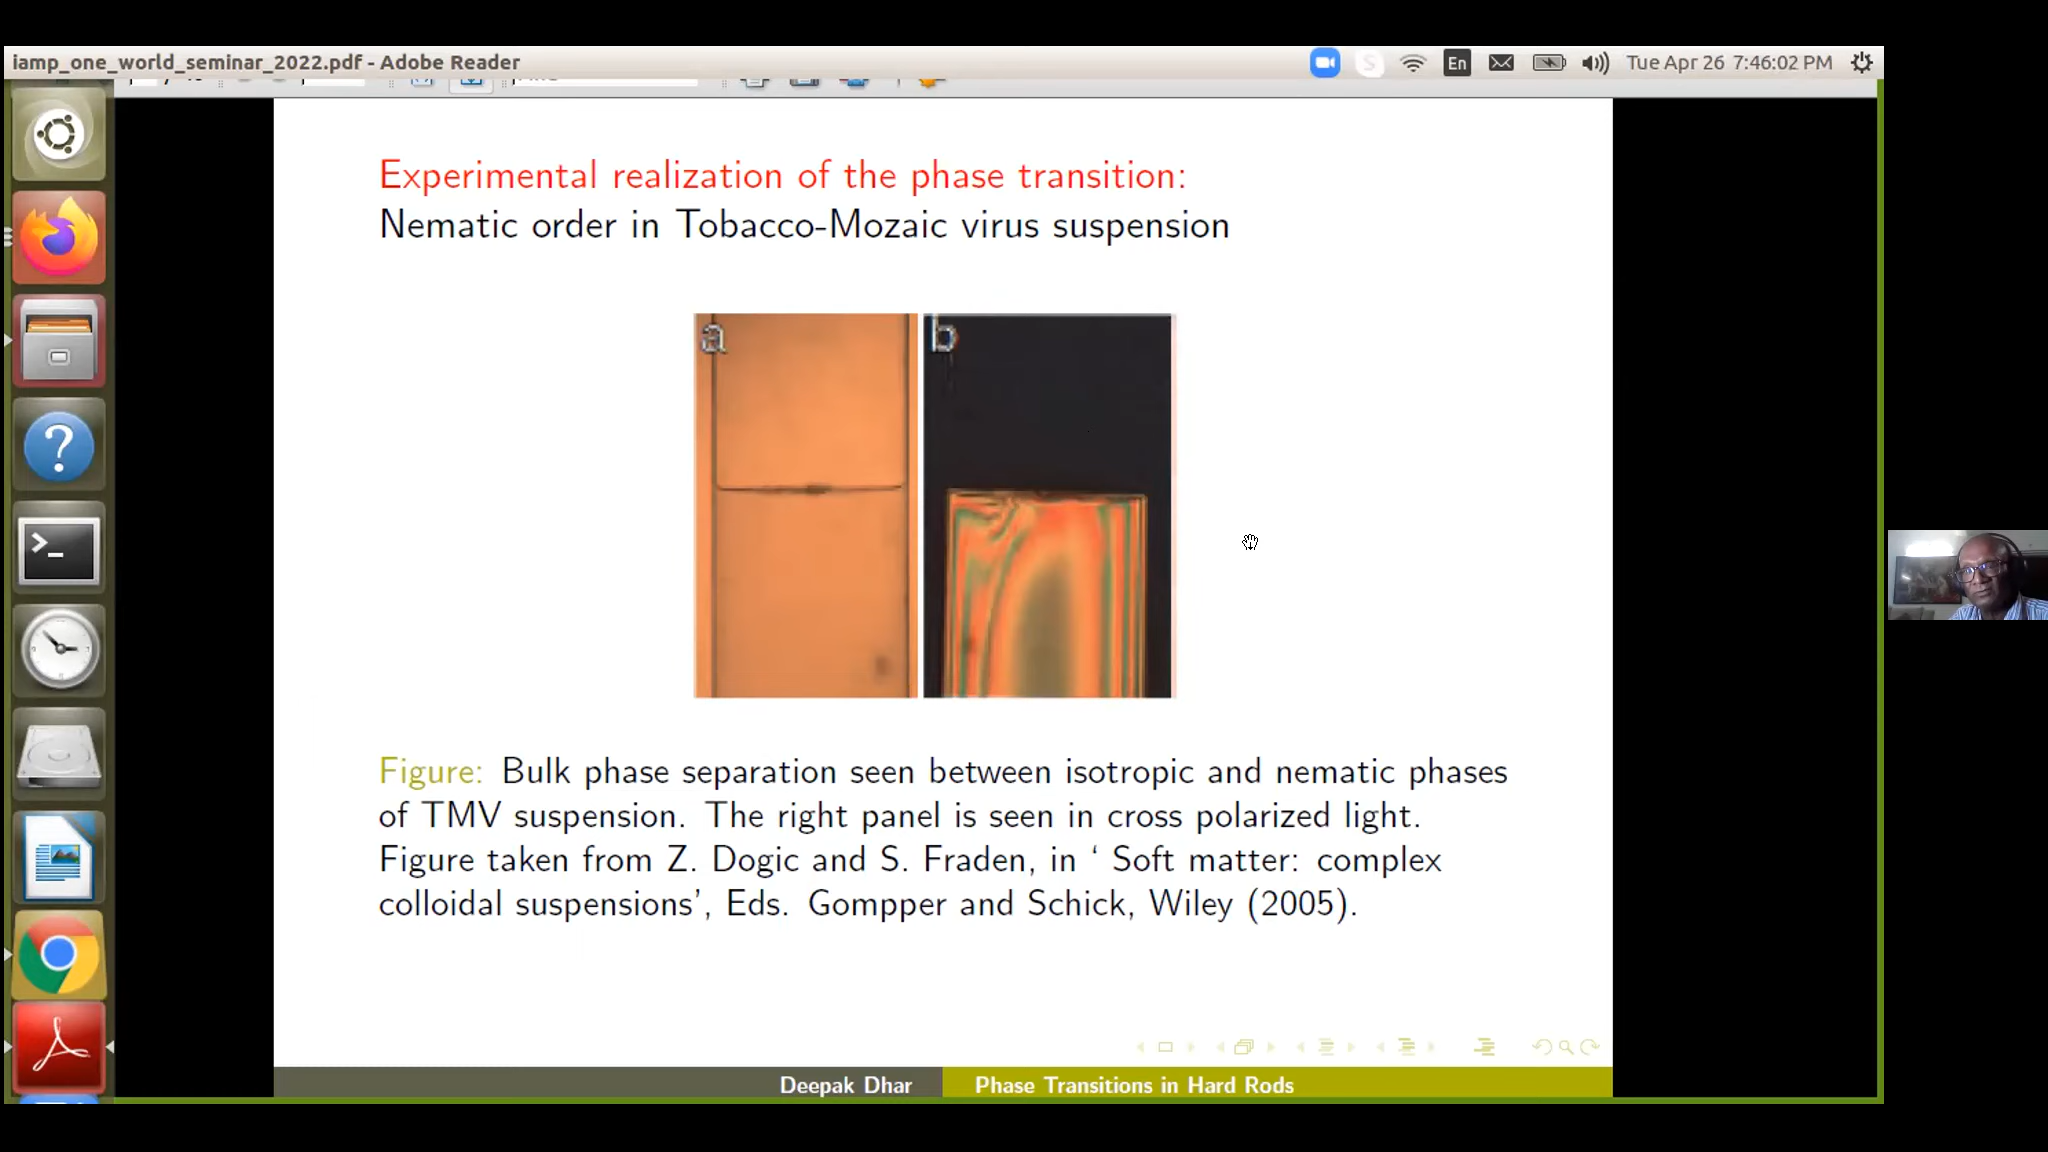 iamp_one_world_seminar_2022.pdf - Adobe Reader
En
Tue Apr 26 7:46:02 PM
Experimental realization of the phase transition:
Nematic order in Tobacco-Mozaic virus suspension
a
b
Figure: Bulk phase separation seen between isotropic and nematic phases
of TMV suspension. The right panel is seen in cross polarized light.
Figure taken from Z. Dogic and S. Fraden, in ‘ Soft matter: complex
colloidal suspensions’, Eds. Gompper and Schick, Wiley (2005).
Deepak Dhar
Phase Transitions in Hard Rods